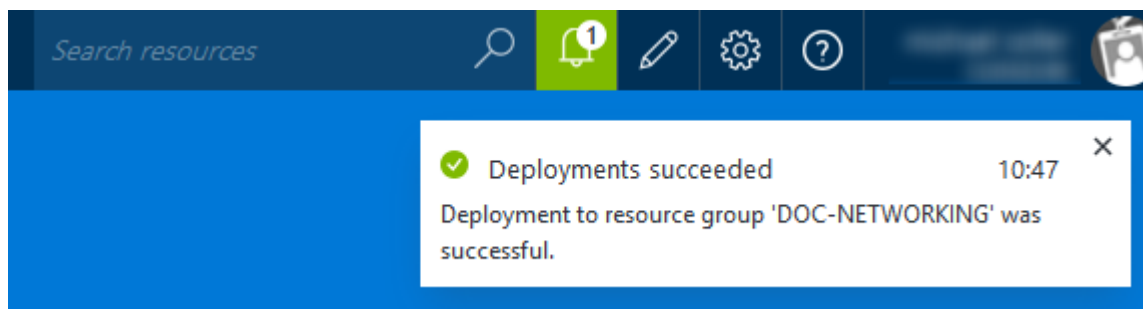 Search resources
1
?
Deployments succeeded 10:47
Deployment to resource group 'DOC-NETWORKING' was
successful.